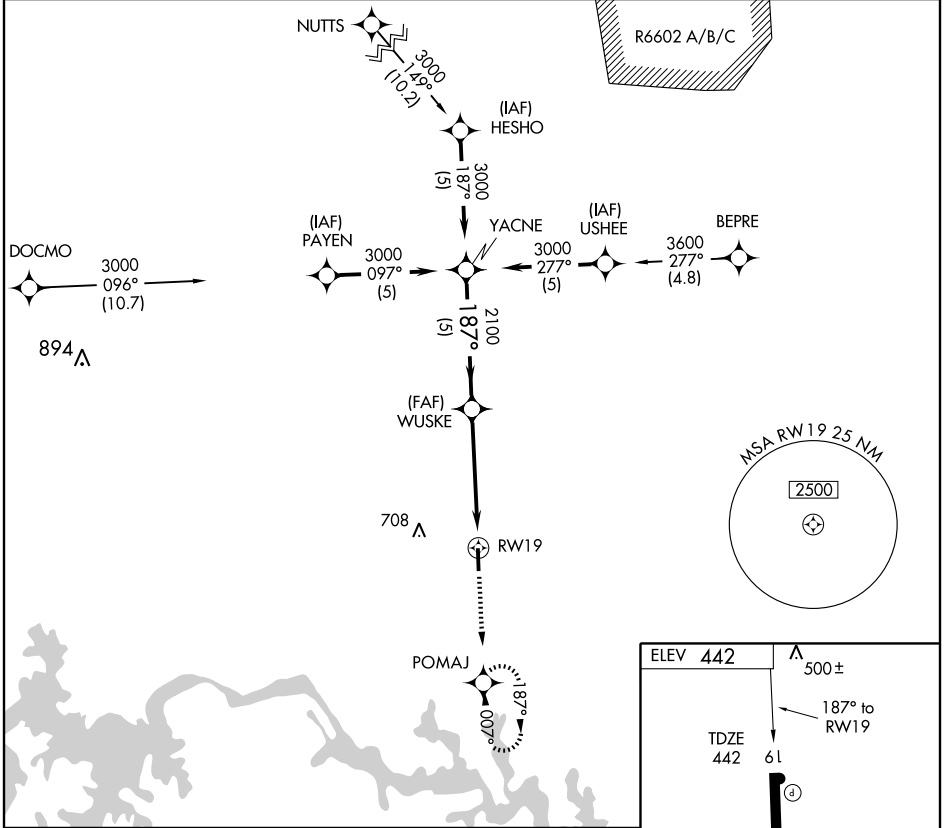 NUTTS
R6602 A/B/C
3000
149°
(10.2)
(IAF)
HESHO
3000
187°
(5)
YACNE
(IAF)
USHEE
BEPRE
(IAF)
PAYEN
DOCMO
3000
096°
(10.7)
3000
097°
(5)
3000
277°
(5)
3600
277°
(4.8)
2100
187°
(5)
894
(FAF)
WUSKE
MSA RW19 25 NM
2500
708
RW19
POMAJ
187°
007°
ELEV 442
500±
187° to
RW19
TDZE
442
19
P